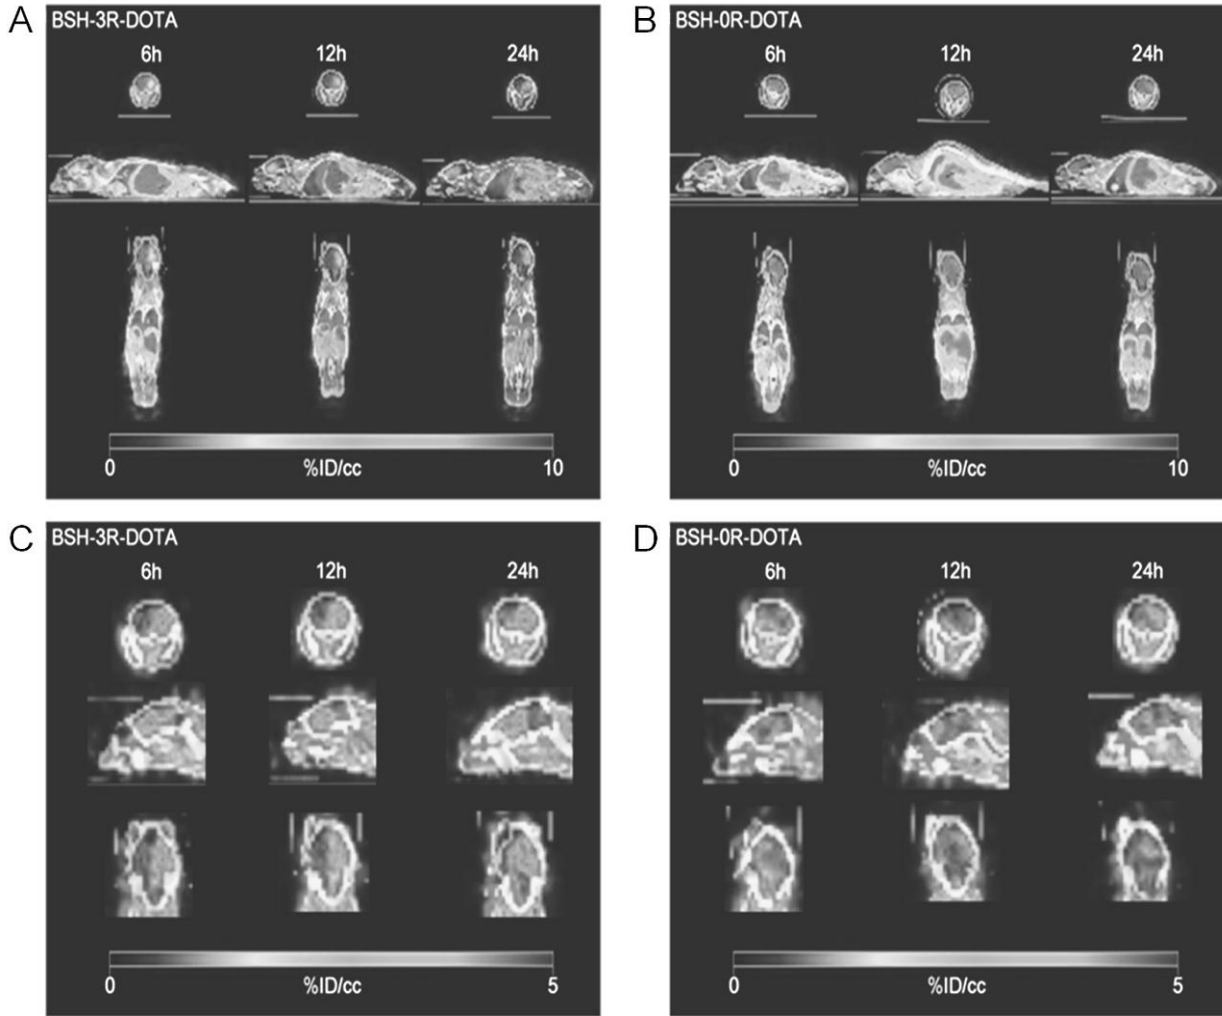 A
BSH-3R-DOTA
6h 12h 24h
0 %ID/cc 10
B
BSH-0R-DOTA
6h 12h 24h
0 %ID/cc 10
C
BSH-3R-DOTA
6h 12h 24h
0 %ID/cc 5
D
BSH-0R-DOTA
6h 12h 24h
0 %ID/cc 5